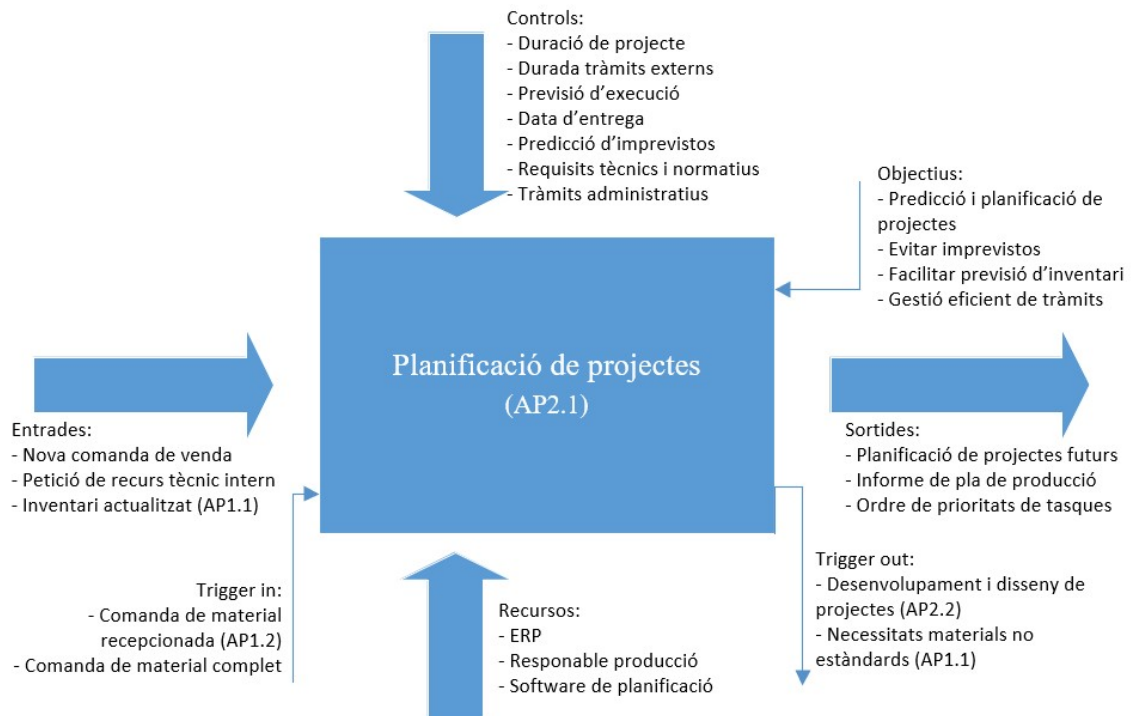 Controls:
- Duració de projecte
- Durada tràmits externs
- Previsió d’execució
- Data d’entrega
- Predicció d’imprevistos
- Requisits tècnics i normatius
- Tràmits administratius
Objectius:
- Predicció i planificació de
projectes
- Evitar imprevistos
- Facilitar previsió d’inventari
- Gestió eficient de tràmits
Planificació de projectes
(AP2.1)
Entrades:
- Nova comanda de venda
- Petició de recurs tècnic intern
- Inventari actualitzat (AP1.1)
Sortides:
- Planificació de projectes futurs
- Informe de pla de producció
- Ordre de prioritats de tasques
Trigger in:
- Comanda de material
recepcionada (AP1.2)
- Comanda de material complet
Recursos:
- ERP
- Responable producció
- Software de planificació
Trigger out:
- Desenvolupament i disseny de
projectes (AP2.2)
- Necessitats materials no
estàndards (AP1.1)